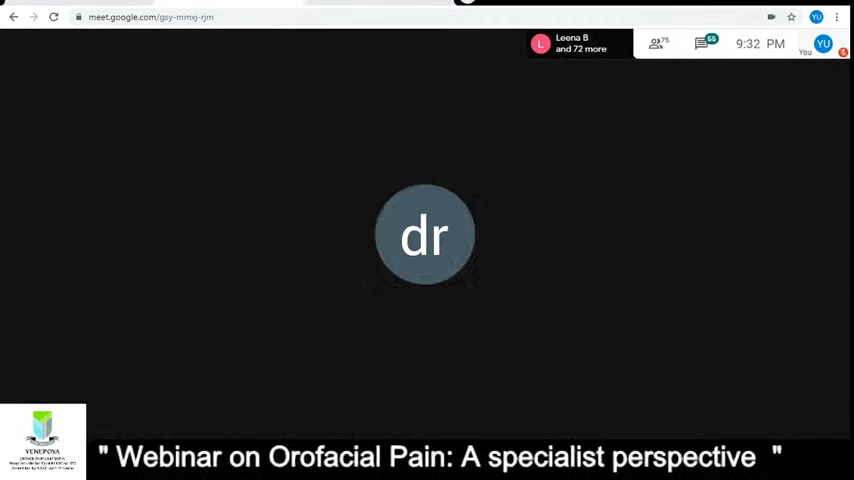 meet.google.com/gsy-mmxj-rjm
YU
L
Leena B
and 72 more
75
55
9:32 PM
You
YU
dr
YENEPOYA
" Webinar on Orofacial Pain: A specialist perspective "